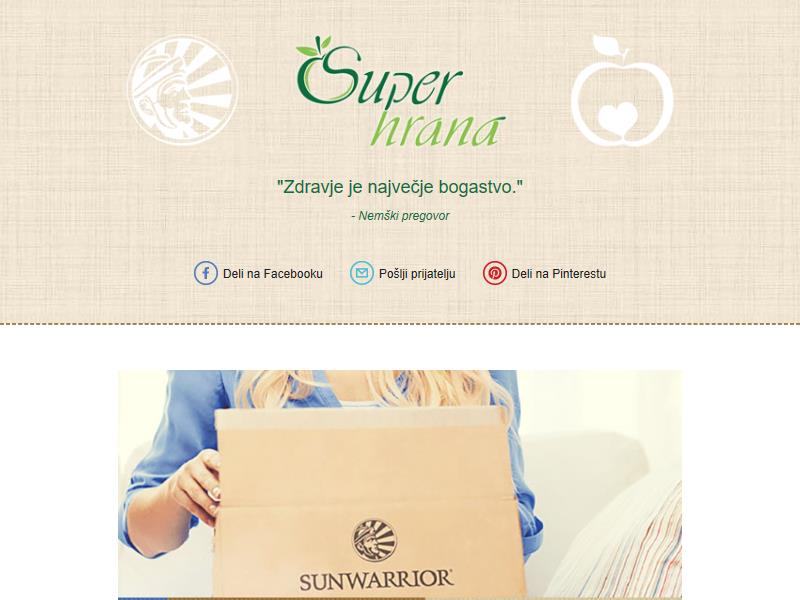 Super
hrana
"Zdravje je največje bogastvo."
- Nemški pregovor
Deli na Facebooku
Pošlji prijatelju
Deli na Pinterestu
SUNWARRIOR®